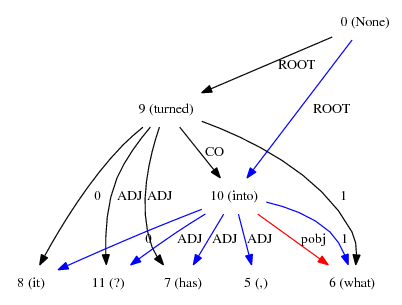 0 (None)
ROOT
9 (turned) ROOT
CO
0 ADJ ADJ 10 (into) 1
0 ADJ ADJ ADJ pobj 1
8 (it) 11 (?) 7 (has) 5 (,) 6 (what)